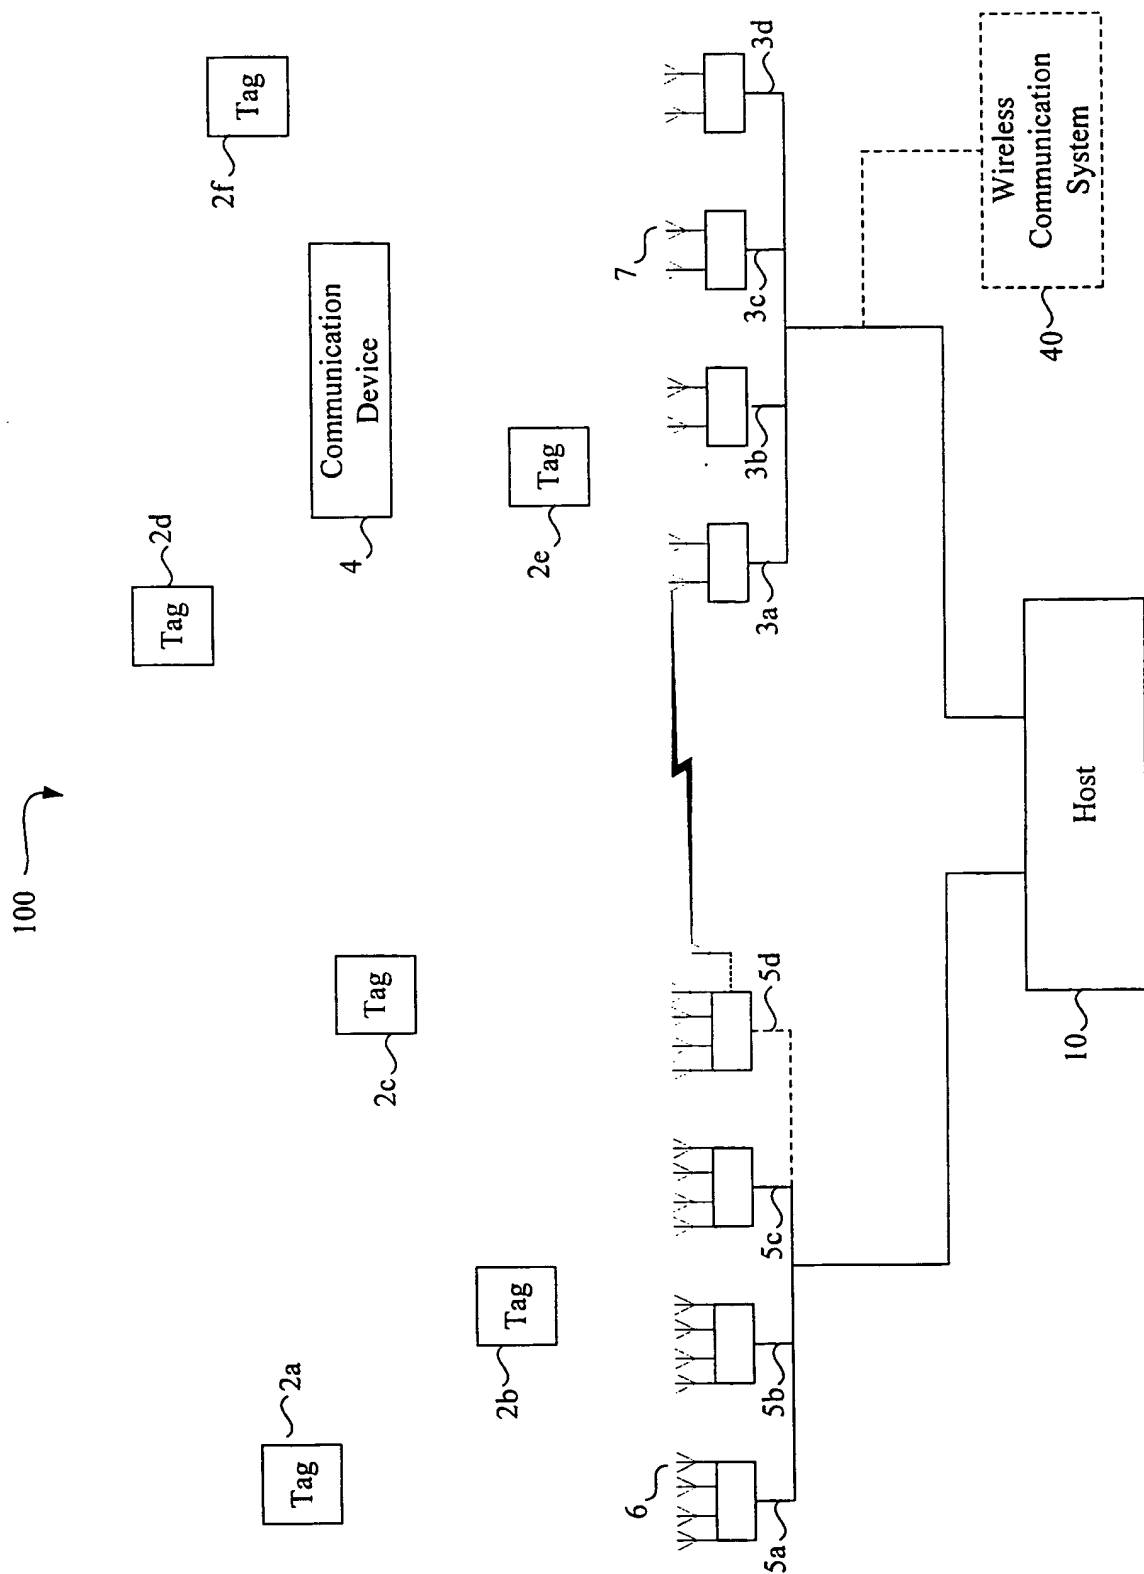 100
Tag
2a
Tag
2b
Tag
2c
Tag
2d
Tag
2e
Tag
2f
Communication
Device
4
6
7
5a
5b
5c
5d
3a
3b
3c
3d
Host
10
Wireless
Communication
System
40